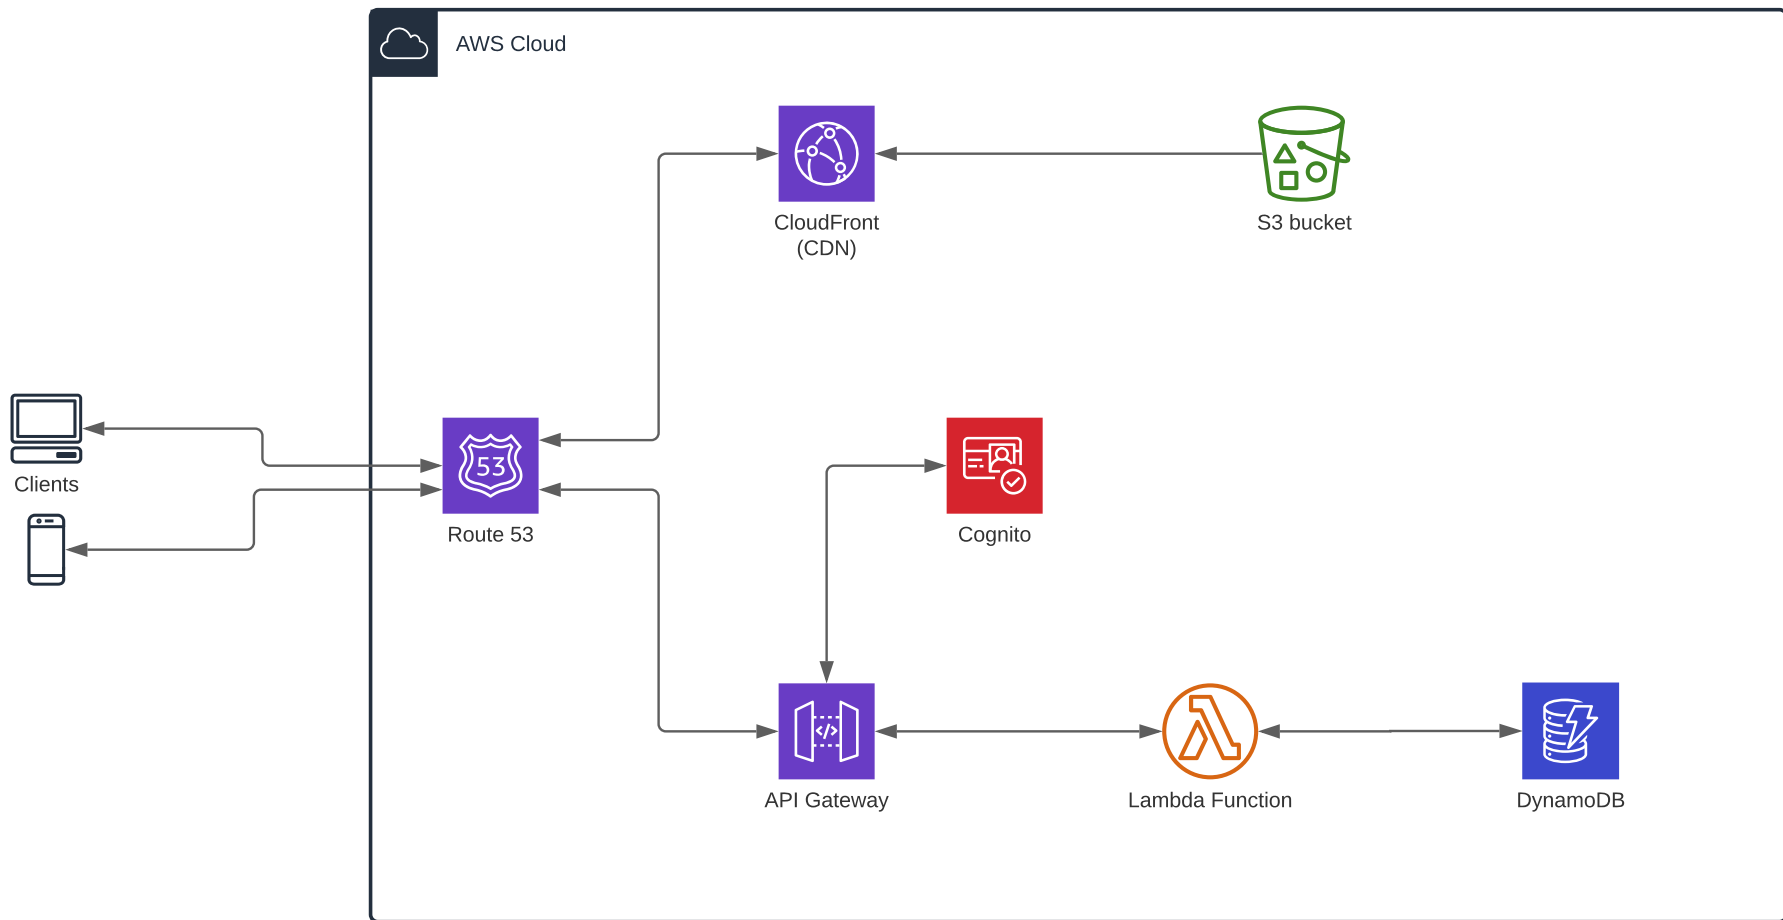 AWS Cloud
CloudFront
(CDN)
S3 bucket
Clients
53
Route 53
Cognito
</>
API Gateway
Lambda Function
DynamoDB